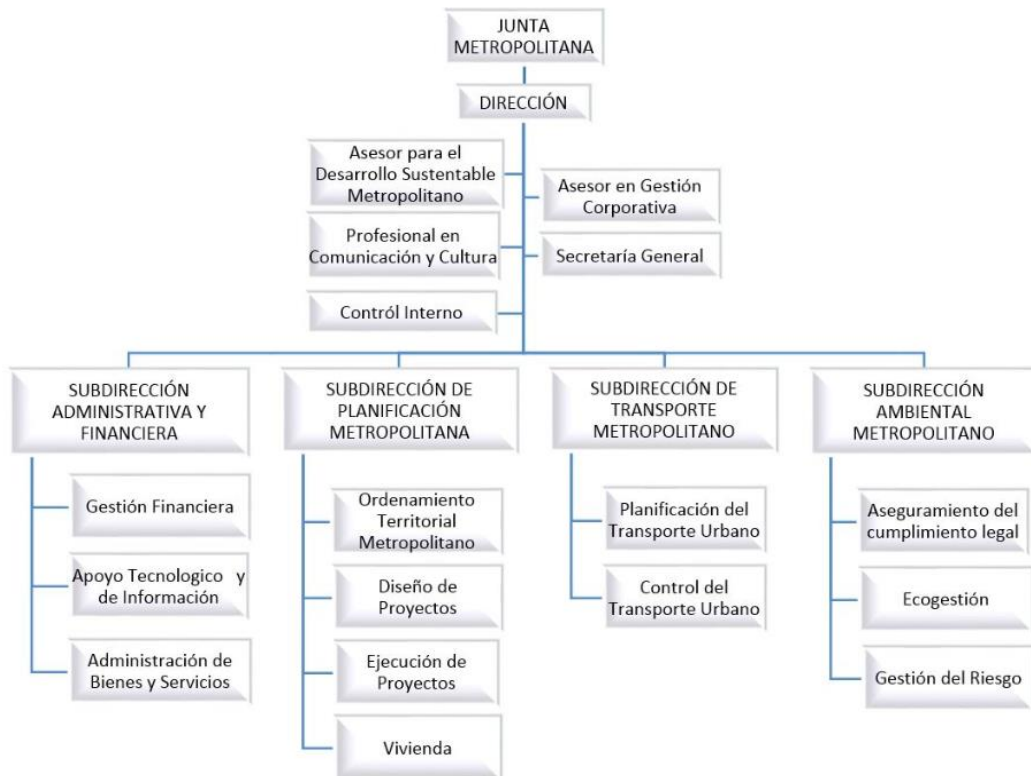 JUNTA
METROPOLITANA
DIRECCIÓN
Asesor para el
Desarrollo Sustentable
Metropolitano
Asesor en Gestión
Corporativa
Profesional en
Comunicación y Cultura
Secretaría General
Contról Interno
SUBDIRECCIÓN
ADMINISTRATIVA Y
FINANCIERA
Gestión Financiera
Apoyo Tecnologico y
de Información
Administración de
Bienes y Servicios
SUBDIRECCIÓN DE
PLANIFICACIÓN
METROPOLITANA
Ordenamiento
Territorial
Metropolitano
Diseño de
Proyectos
Ejecución de
Proyectos
Vivienda
SUBDIRECCIÓN DE
TRANSPORTE
METROPOLITANO
Planificación del
Transporte Urbano
Control del
Transporte Urbano
SUBDIRECCIÓN
AMBIENTAL
METROPOLITANO
Aseguramiento del
cumplimiento legal
Ecogestión
Gestión del Riesgo